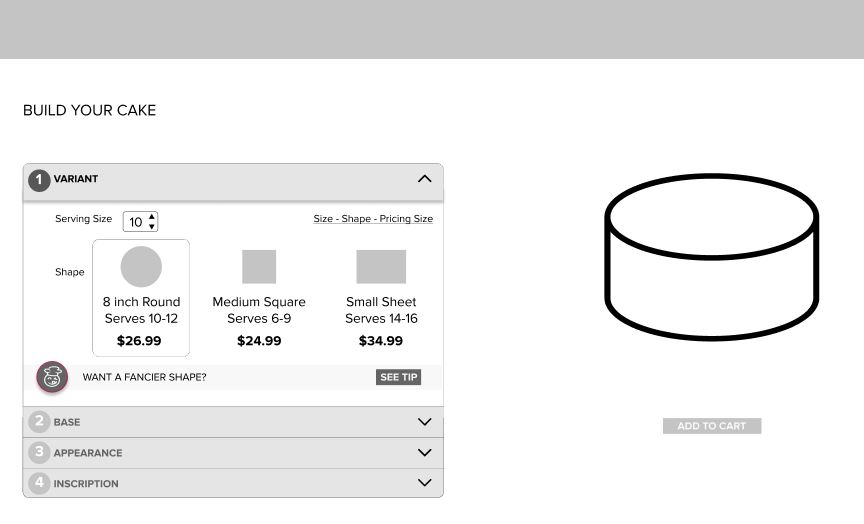 BUILD YOUR CAKE
1 VARIANT
Serving Size 10 Size - Shape - Pricing Size
Shape
8 inch Round
Serves 10-12
$26.99
Medium Square
Serves 6-9
$24.99
Small Sheet
Serves 14-16
$34.99
WANT A FANCIER SHAPE? SEE TIP
2 BASE
3 APPEARANCE
4 INSCRIPTION
ADD TO CART